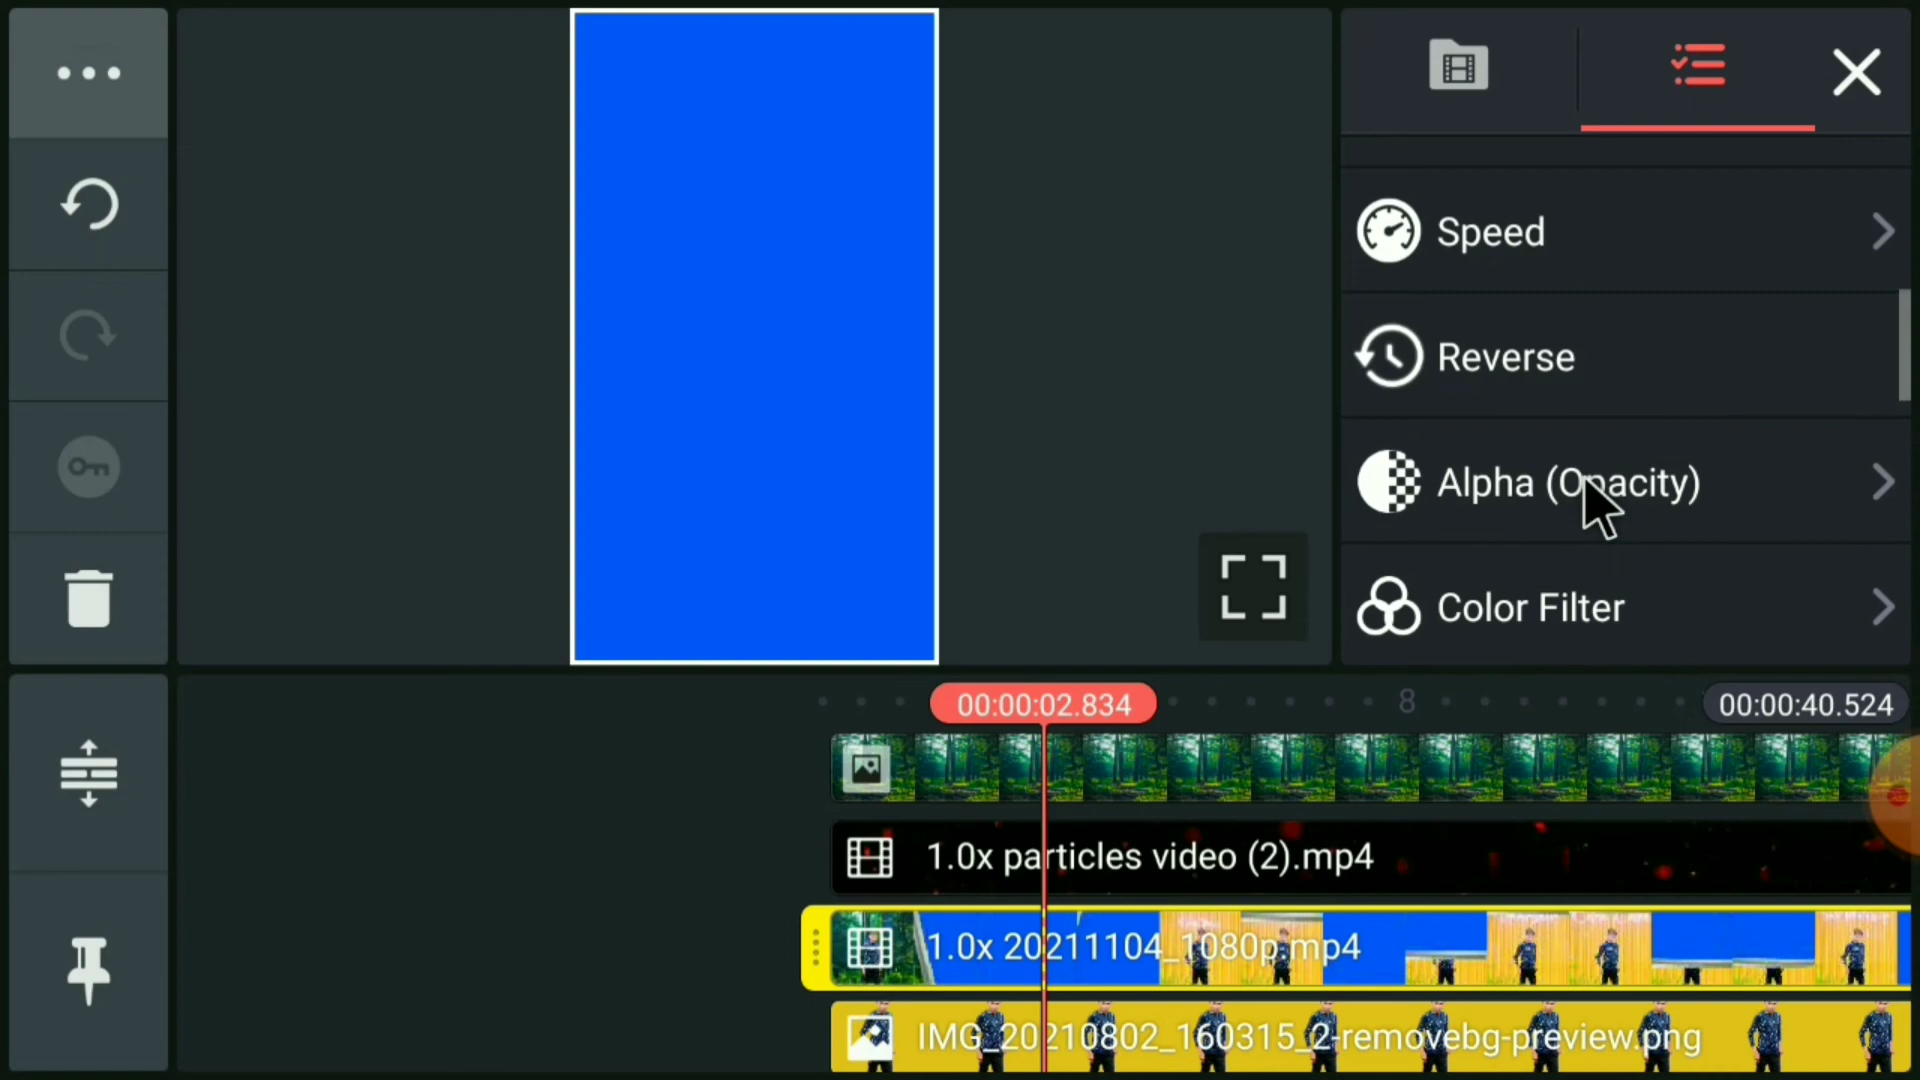 Speed
Reverse
Alpha (Opacity)
Color Filter
00:00:02.834
8
00:00:40.524
1.0x particles video (2).mp4
1.0x 20211104_1080p.mp4
IMG_20210802_160315_2-removebg-preview.png